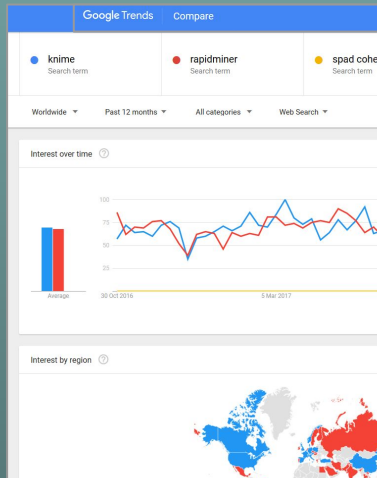 Google Trends Compare
knime
Search term
rapidminer
Search term
spad cohe
Search term
Worldwide
Past 12 months
All categories
Web Search
Interest over time
100
75
50
25
Average
30 Oct 2016
5 Mar 2017
Interest by region